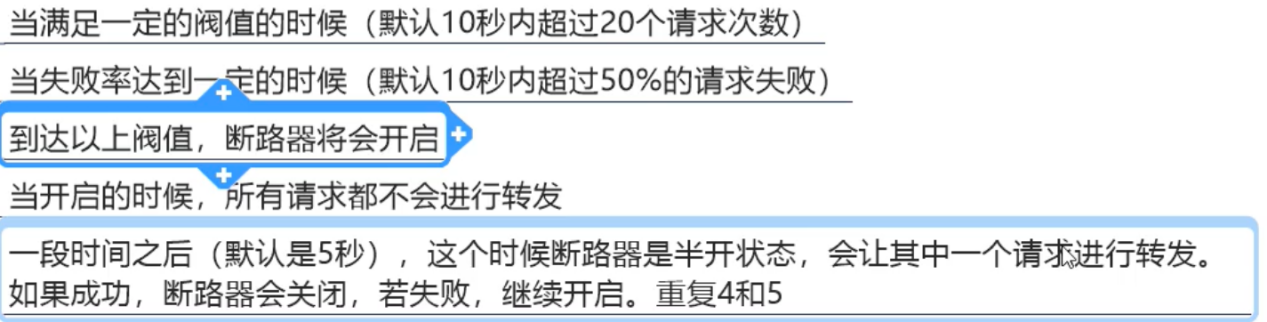 当满足一定的阀值的时候（默认10秒内超过20个请求次数）
当失败率达到一定的时候（默认10秒内超过50%的请求失败）
到达以上阀值，断路器将会开启
当开启的时候，所有请求都不会进行转发
一段时间之后（默认是5秒），这个时候断路器是半开状态，会让其中一个请求进行转发。
如果成功，断路器会关闭，若失败，继续开启。重复4和5